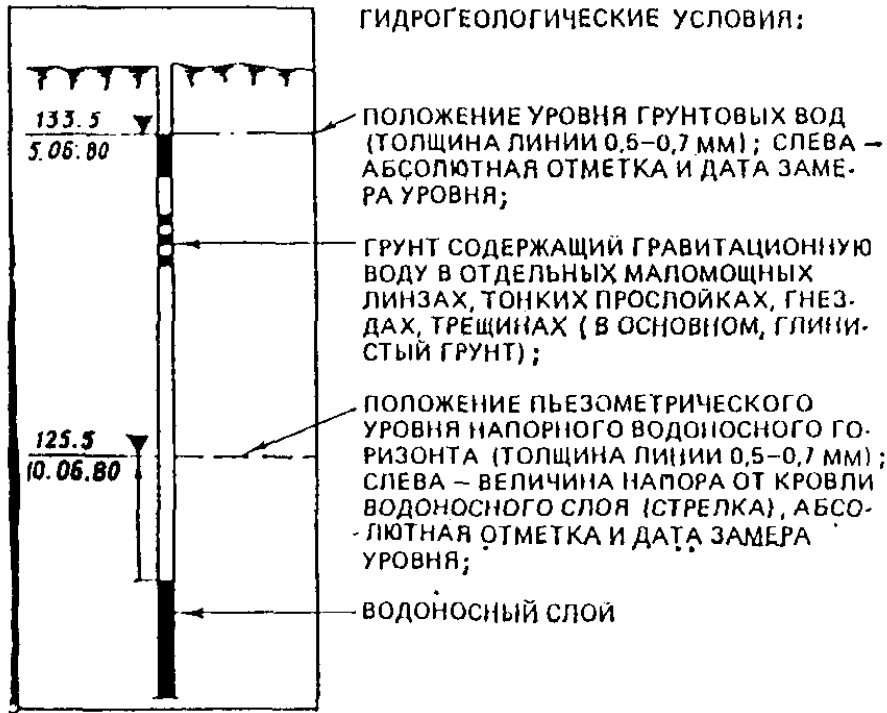 ГИДРОГЕОЛОГИЧЕСКИЕ УСЛОВИЯ:
133.5
5.06.80
ПОЛОЖЕНИЕ УРОВНЯ ГРУНТОВЫХ ВОД
(ТОЛЩИНА ЛИНИИ 0,5–0,7 ММ); СЛЕВА –
АБСОЛЮТНАЯ ОТМЕТКА И ДАТА ЗАМЕ-
РА УРОВНЯ;
ГРУНТ СОДЕРЖАЩИЙ ГРАВИТАЦИОННУЮ
ВОДУ В ОТДЕЛЬНЫХ МАЛОМОЩНЫХ
ЛИНЗАХ, ТОНКИХ ПРОСЛОЙКАХ, ГНЕЗ-
ДАХ, ТРЕЩИНАХ (В ОСНОВНОМ, ГЛИНИ-
СТЫЙ ГРУНТ);
125.5
10.06.80
ПОЛОЖЕНИЕ ПЬЕЗОМЕТРИЧЕСКОГО
УРОВНЯ НАПОРНОГО ВОДОНОСНОГО ГО-
РИЗОНТА (ТОЛЩИНА ЛИНИИ 0,5–0,7 ММ);
СЛЕВА – ВЕЛИЧИНА НАПОРА ОТ КРОВЛИ
ВОДОНОСНОГО СЛОЯ (СТРЕЛКА), АБСО-
ЛЮТНАЯ ОТМЕТКА И ДАТА ЗАМЕРА
УРОВНЯ;
ВОДОНОСНЫЙ СЛОЙ